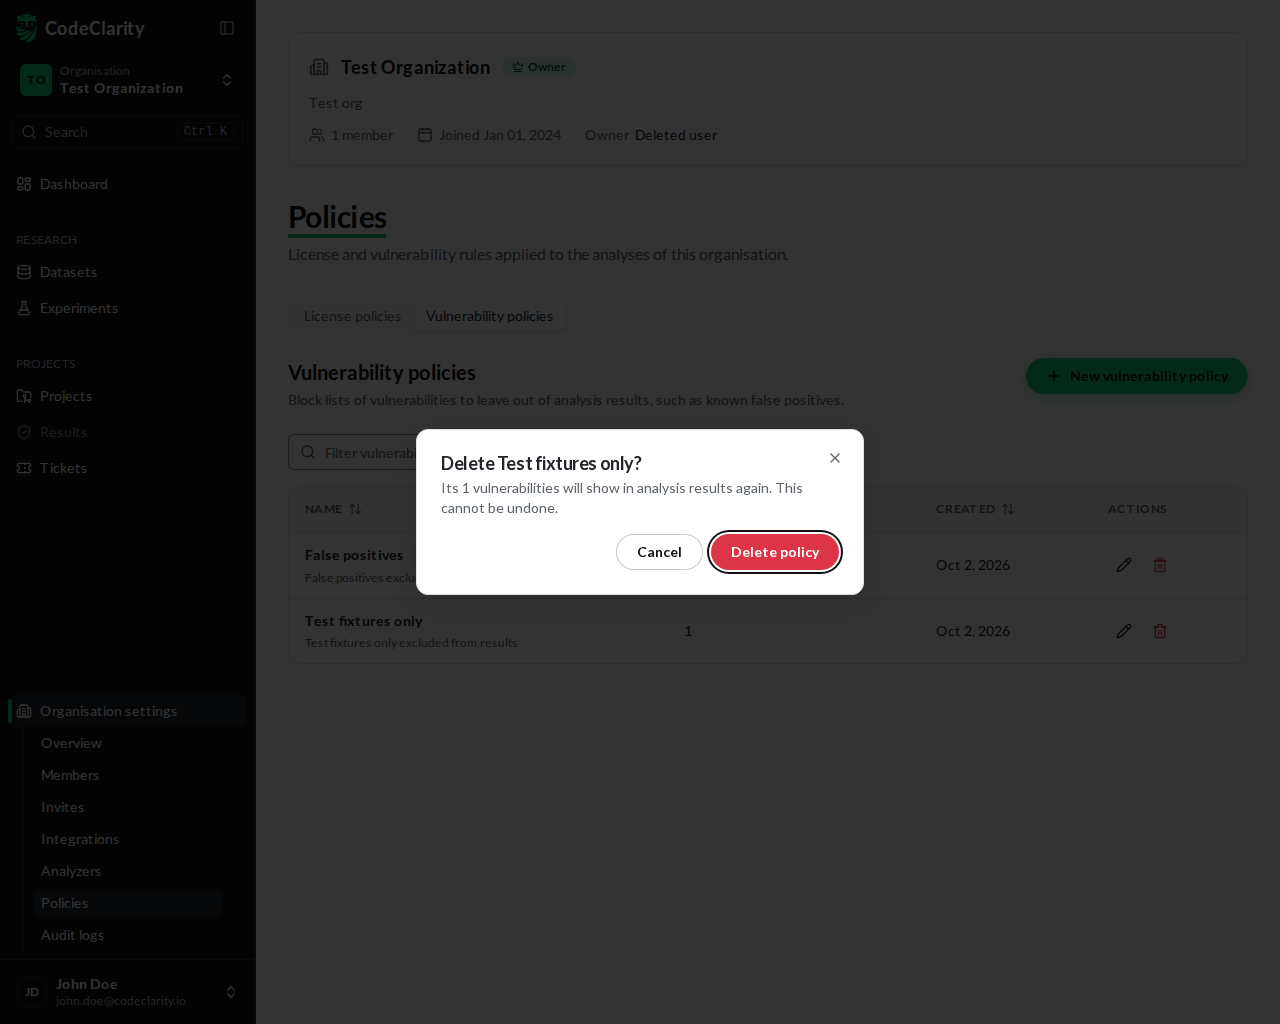 CodeClarity
TO
Organisation
Test Organization
Search
Ctrl K
Dashboard
RESEARCH
Datasets
Experiments
PROJECTS
Projects
Results
Tickets
Organisation settings
Overview
Members
Invites
Integrations
Analyzers
Policies
Audit logs
JD
John Doe
john.doe@codeclarity.io
Test Organization
Owner
Test org
1 member
Joined Jan 01, 2024
Owner Deleted user
Policies
License and vulnerability rules applied to the analyses of this organisation.
License policies
Vulnerability policies
Vulnerability policies
Block lists of vulnerabilities to leave out of analysis results, such as known false positives.
New vulnerability policy
Filter vulnerab
NAME
CREATED
ACTIONS
False positives
False positives
Oct 2, 2026
Test fixtures only
Test fixtures only excluded from results
1
Oct 2, 2026
Delete Test fixtures only?
Its 1 vulnerabilities will show in analysis results again. This
cannot be undone.
Cancel
Delete policy